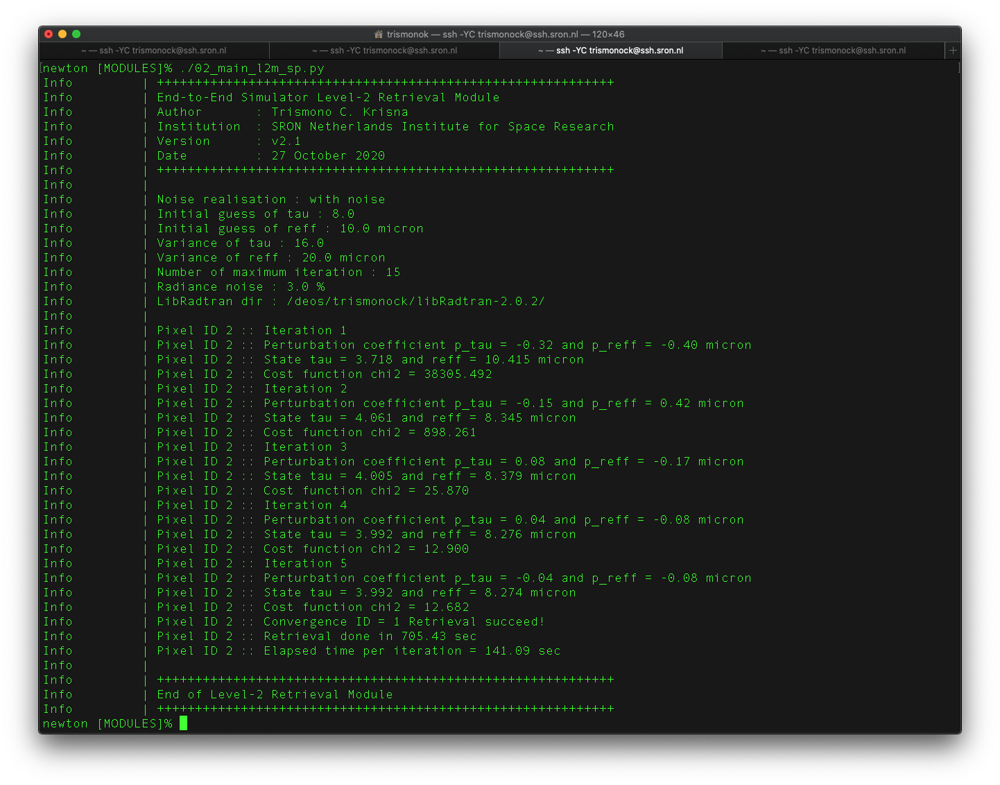 trismonok — ssh -YC trismonock@ssh.sron.nl — 120×46
~ — ssh -YC trismonock@ssh.sron.nl ~ — ssh -YC trismonock@ssh.sron.nl ~ — ssh -YC trismonock@ssh.sron.nl ~ — ssh -YC trismonock@ssh.sron.nl +
[newton [MODULES]% ./02_main_l2m_sp.py ]
Info | ++++++++++++++++++++++++++++++++++++++++++++++++++++++++++++
Info | End-to-End Simulator Level-2 Retrieval Module
Info | Author : Trismono C. Krisna
Info | Institution : SRON Netherlands Institute for Space Research
Info | Version : v2.1
Info | Date : 27 October 2020
Info | ++++++++++++++++++++++++++++++++++++++++++++++++++++++++++++
Info |
Info | Noise realisation : with noise
Info | Initial guess of tau : 8.0
Info | Initial guess of reff : 10.0 micron
Info | Variance of tau : 16.0
Info | Variance of reff : 20.0 micron
Info | Number of maximum iteration : 15
Info | Radiance noise : 3.0 %
Info | LibRadtran dir : /deos/trismonock/libRadtran-2.0.2/
Info |
Info | Pixel ID 2 :: Iteration 1
Info | Pixel ID 2 :: Perturbation coefficient p_tau = -0.32 and p_reff = -0.40 micron
Info | Pixel ID 2 :: State tau = 3.718 and reff = 10.415 micron
Info | Pixel ID 2 :: Cost function chi2 = 38305.492
Info | Pixel ID 2 :: Iteration 2
Info | Pixel ID 2 :: Perturbation coefficient p_tau = -0.15 and p_reff = 0.42 micron
Info | Pixel ID 2 :: State tau = 4.061 and reff = 8.345 micron
Info | Pixel ID 2 :: Cost function chi2 = 898.261
Info | Pixel ID 2 :: Iteration 3
Info | Pixel ID 2 :: Perturbation coefficient p_tau = 0.08 and p_reff = -0.17 micron
Info | Pixel ID 2 :: State tau = 4.005 and reff = 8.379 micron
Info | Pixel ID 2 :: Cost function chi2 = 25.870
Info | Pixel ID 2 :: Iteration 4
Info | Pixel ID 2 :: Perturbation coefficient p_tau = 0.04 and p_reff = -0.08 micron
Info | Pixel ID 2 :: State tau = 3.992 and reff = 8.276 micron
Info | Pixel ID 2 :: Cost function chi2 = 12.900
Info | Pixel ID 2 :: Iteration 5
Info | Pixel ID 2 :: Perturbation coefficient p_tau = -0.04 and p_reff = -0.08 micron
Info | Pixel ID 2 :: State tau = 3.992 and reff = 8.274 micron
Info | Pixel ID 2 :: Cost function chi2 = 12.682
Info | Pixel ID 2 :: Convergence ID = 1 Retrieval succeed!
Info | Pixel ID 2 :: Retrieval done in 705.43 sec
Info | Pixel ID 2 :: Elapsed time per iteration = 141.09 sec
Info |
Info | ++++++++++++++++++++++++++++++++++++++++++++++++++++++++++++
Info | End of Level-2 Retrieval Module
Info | ++++++++++++++++++++++++++++++++++++++++++++++++++++++++++++
newton [MODULES]%